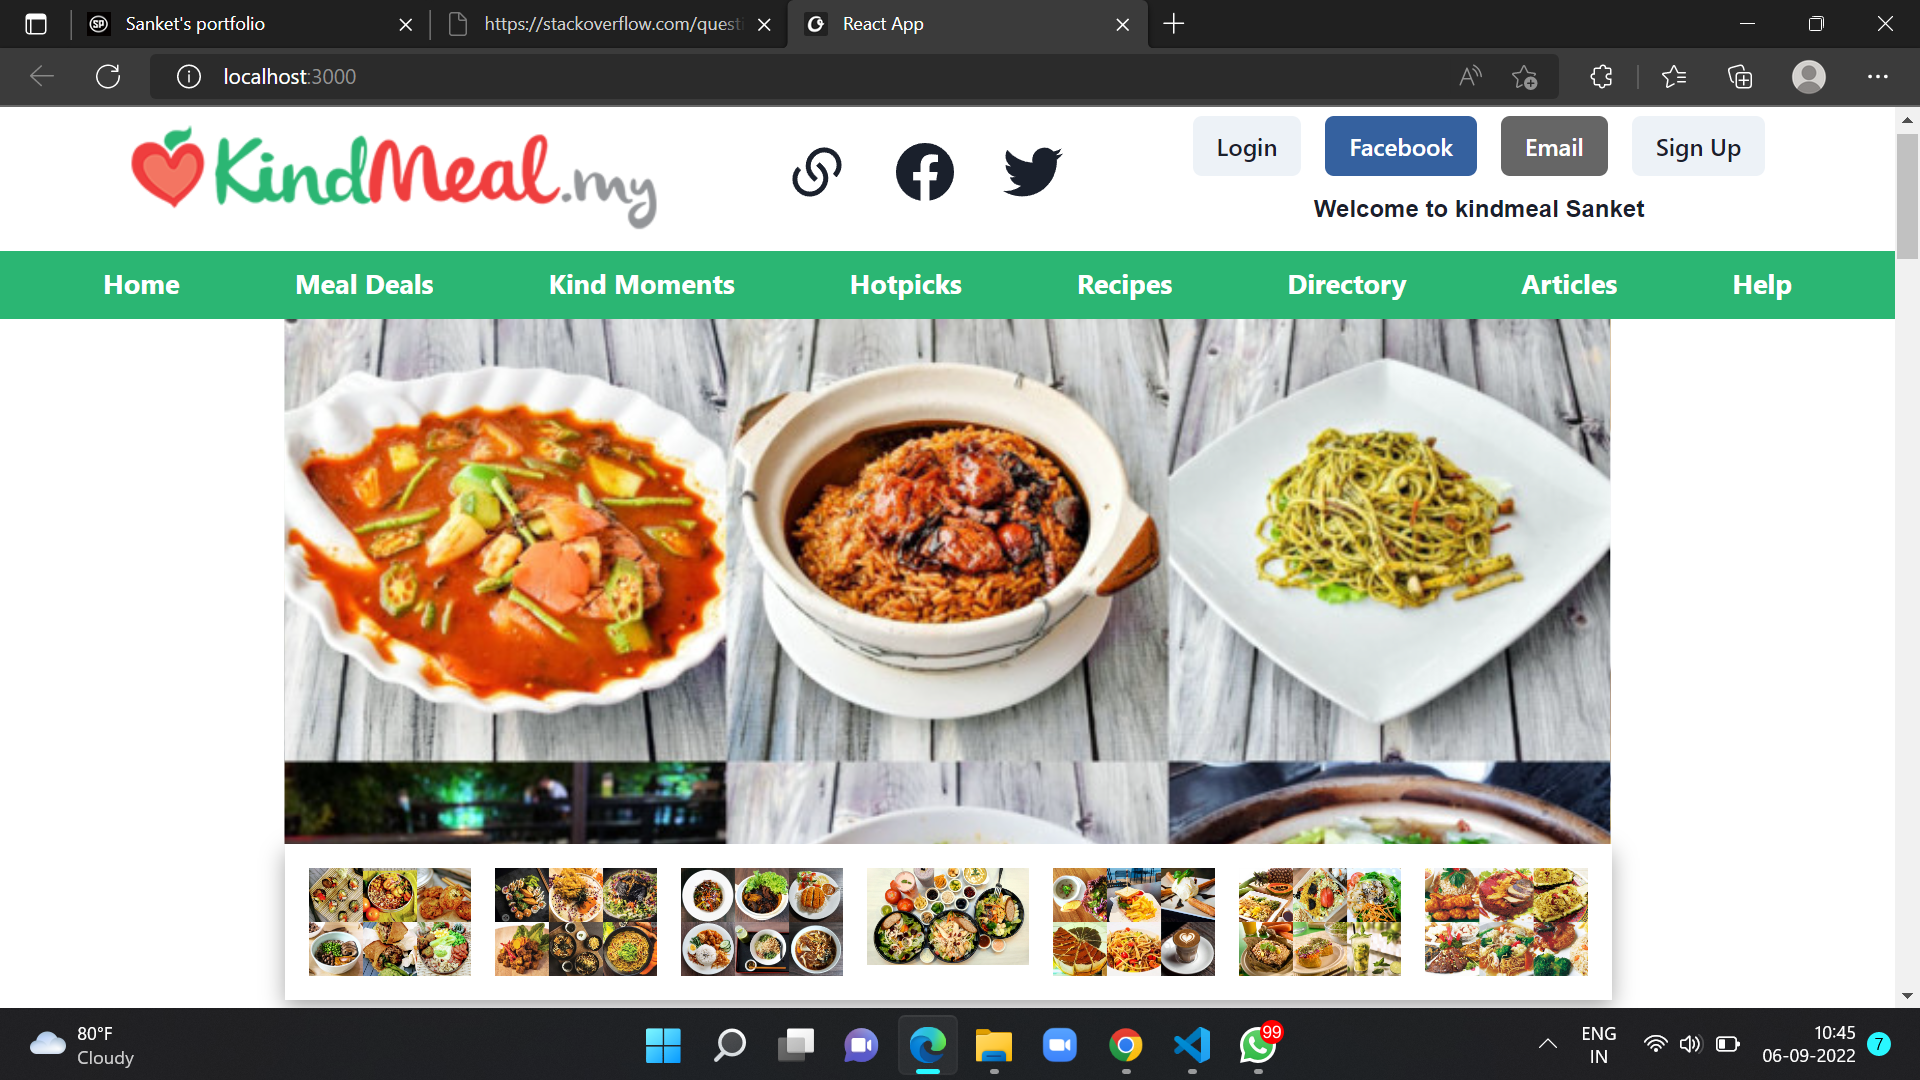 Sanket's portfolio
https://stackoverflow.com/questi
React App
localhost:3000
KindMeal.my
Login
Facebook
Email
Sign Up
Welcome to kindmeal Sanket
Home
Meal Deals
Kind Moments
Hotpicks
Recipes
Directory
Articles
Help
80°F
Cloudy
99
ENG
IN
10:45
06-09-2022
7